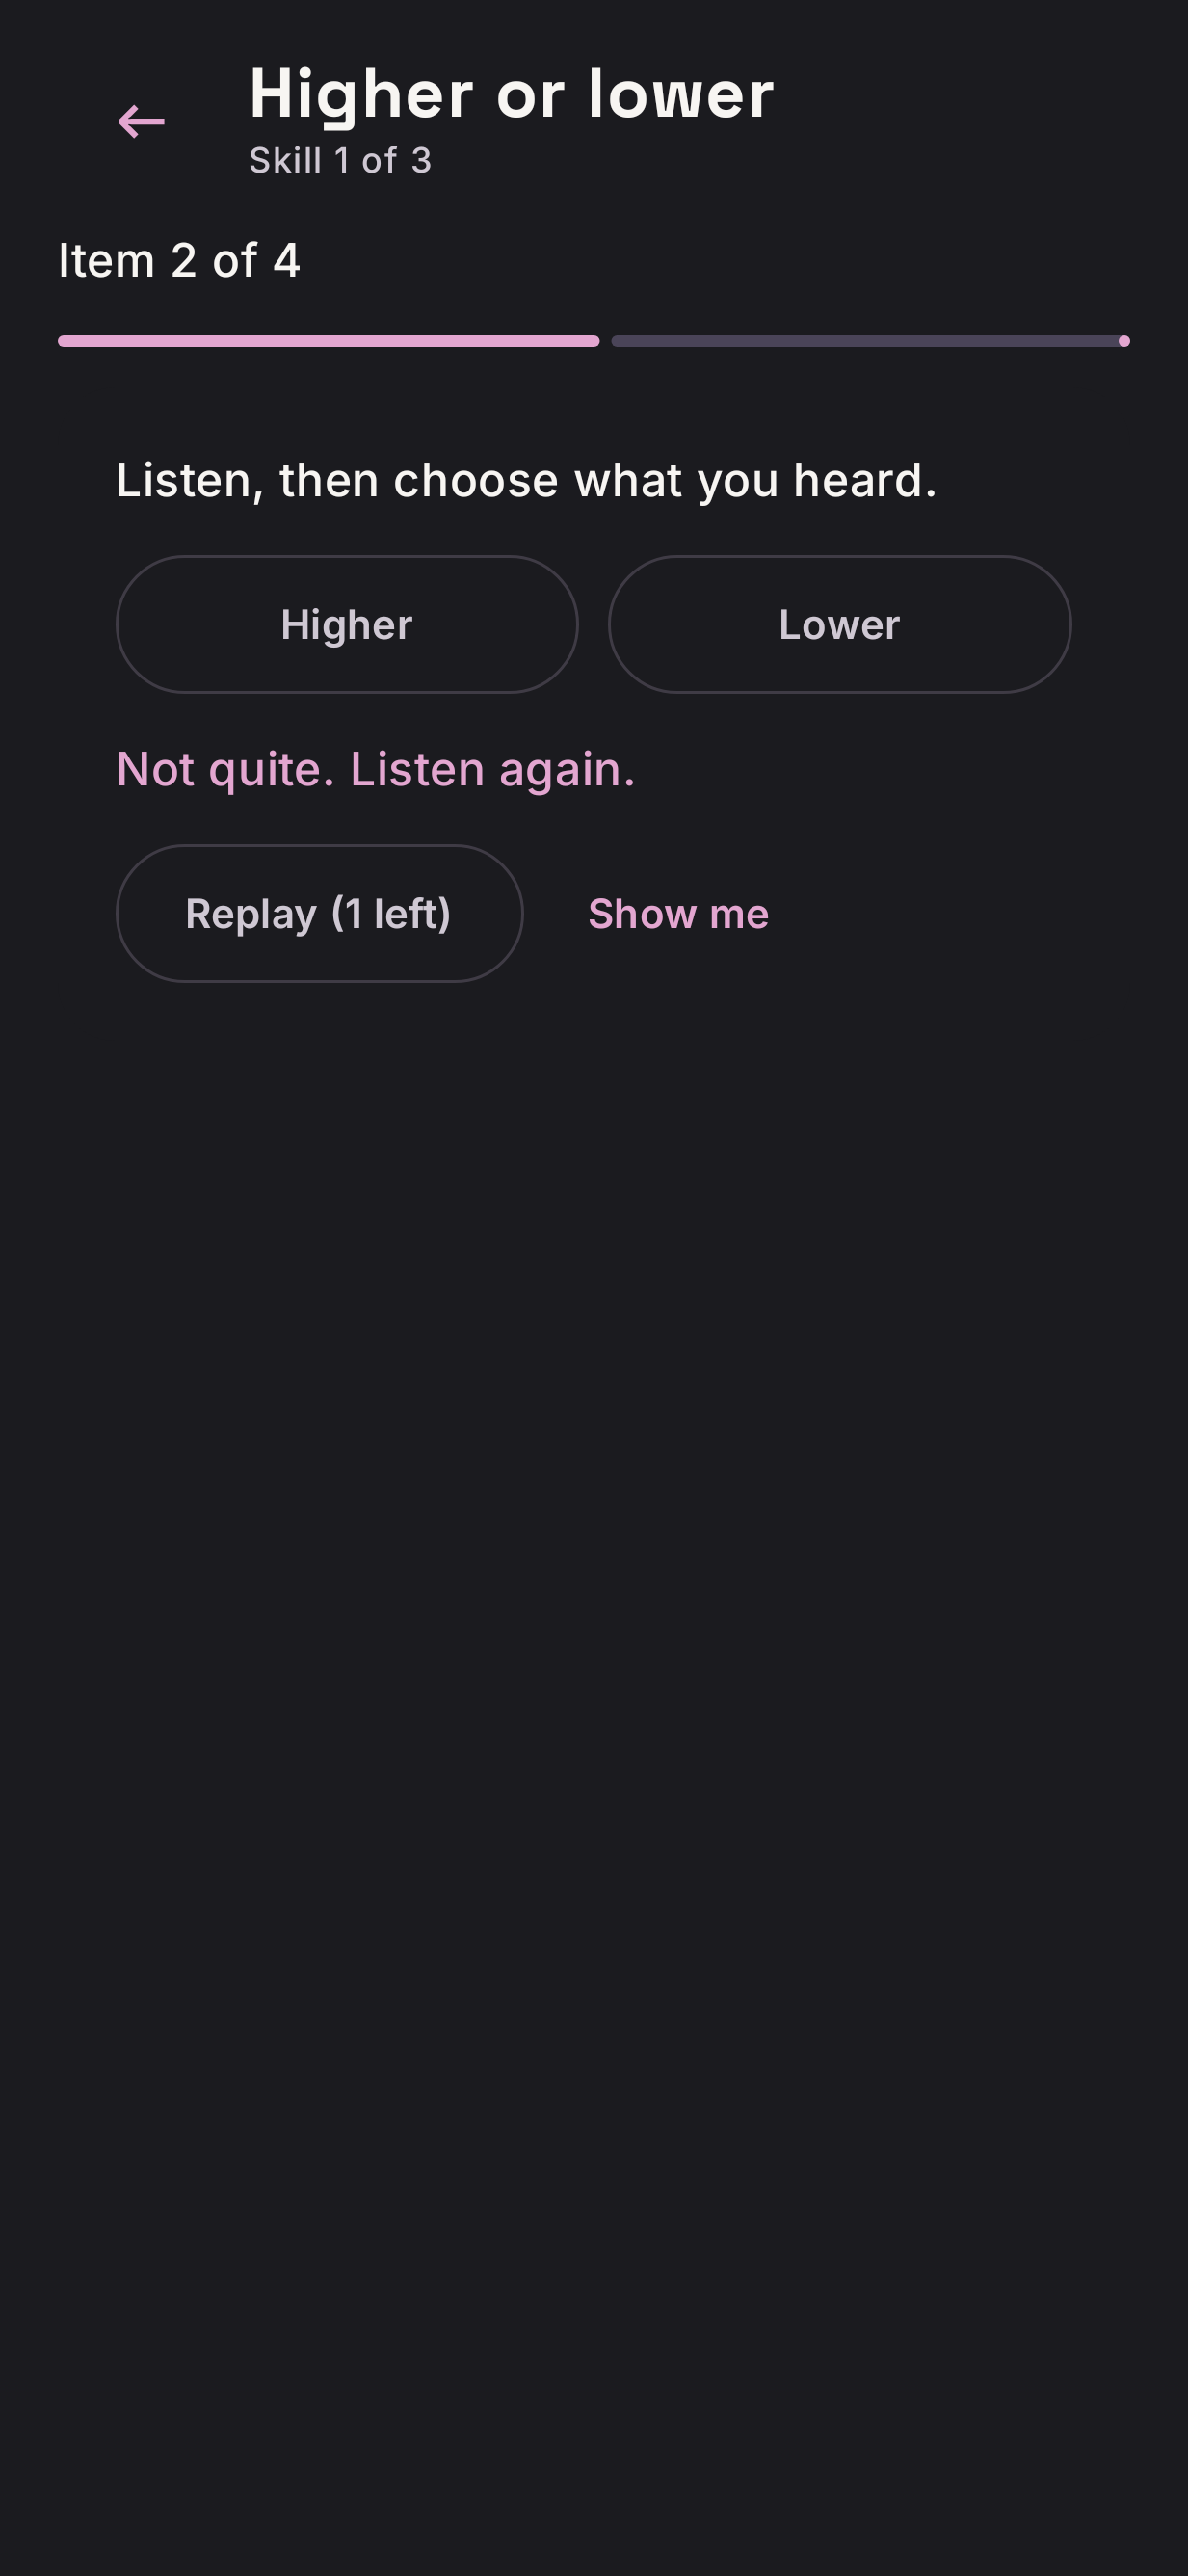 Higher or lower
Skill 1 of 3
Item 2 of 4
Listen, then choose what you heard.
Higher
Lower
Not quite. Listen again.
Replay (1 left)
Show me